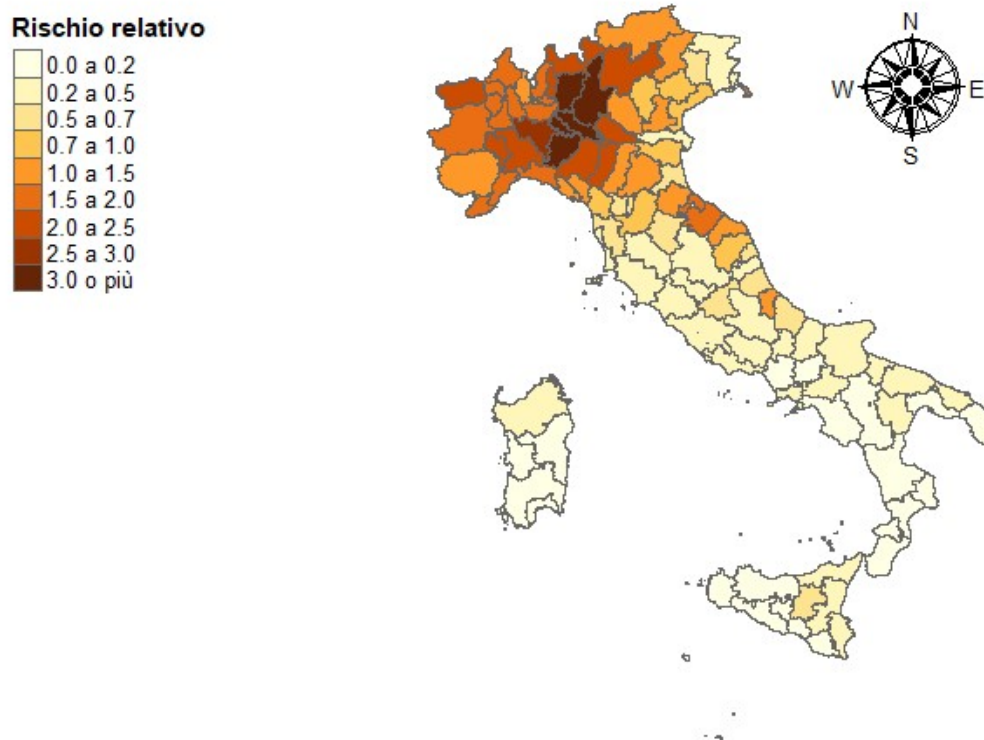 Rischio relativo
0.0 a 0.2
0.2 a 0.5
0.5 a 0.7
0.7 a 1.0
1.0 a 1.5
1.5 a 2.0
2.0 a 2.5
2.5 a 3.0
3.0 o più
N
W E
S